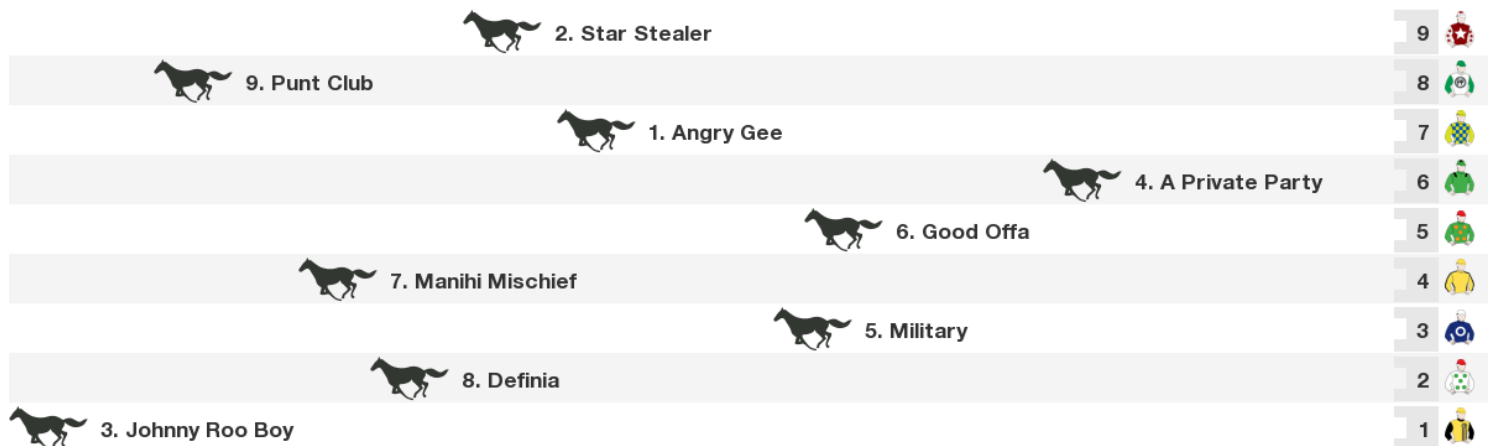 2. Star Stealer 9
9. Punt Club 8
1. Angry Gee 7
4. A Private Party 6
6. Good Offa 5
7. Manihi Mischief 4
5. Military 3
8. Definia 2
3. Johnny Roo Boy 1